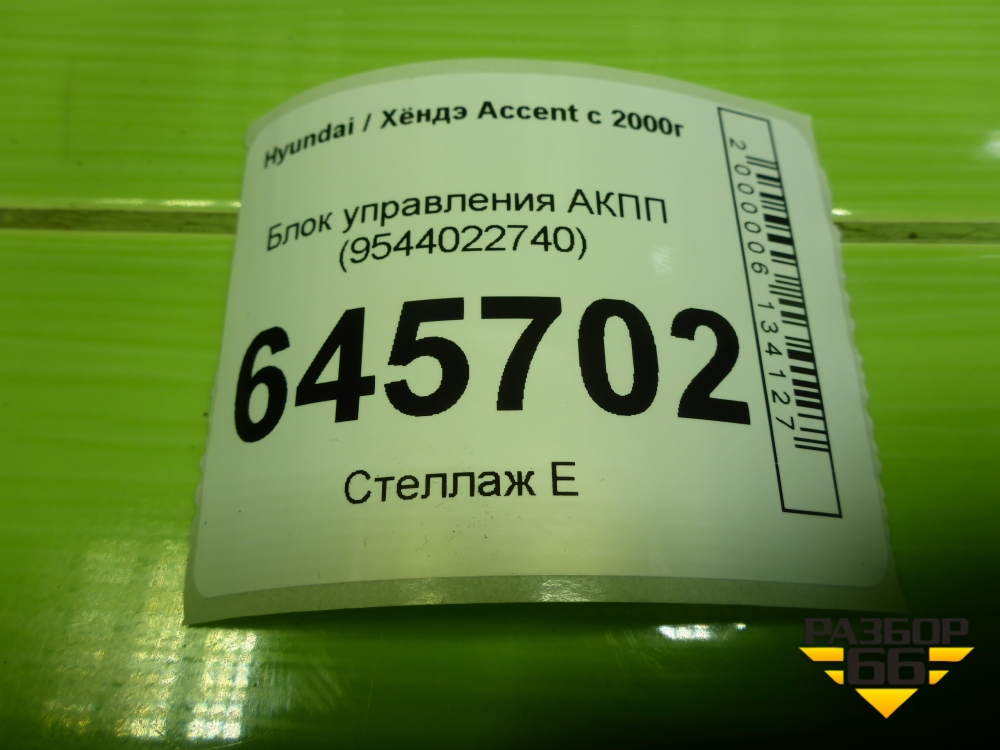 Hyundai / Хёндэ Accent с 2000г
Блок управления АКПП
(9544022740)
645702
Стеллаж Е
2000006134127
РАЗБОР
66